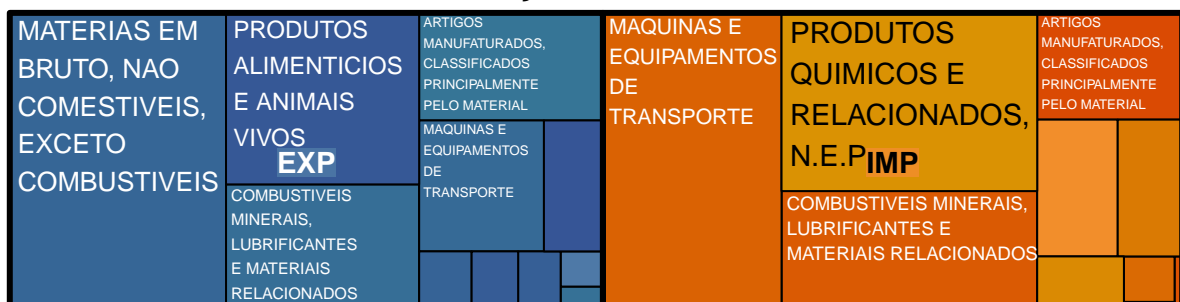 MATERIAS EM
BRUTO, NAO
COMESTIVEIS,
EXCETO
COMBUSTIVEIS
PRODUTOS
ALIMENTICIOS
E ANIMAIS
VIVOS
EXP
COMBUSTIVEIS
MINERAIS,
LUBRIFICANTES
E MATERIAIS
RELACIONADOS
ARTIGOS
MANUFATURADOS,
CLASSIFICADOS
PRINCIPALMENTE
PELO MATERIAL
MAQUINAS E
EQUIPAMENTOS
DE
TRANSPORTE
MAQUINAS E
EQUIPAMENTOS
DE
TRANSPORTE
PRODUTOS
QUIMICOS E
RELACIONADOS,
N.E.P
IMP
COMBUSTIVEIS MINERAIS,
LUBRIFICANTES E
MATERIAIS RELACIONADOS
ARTIGOS
MANUFATURADOS,
CLASSIFICADOS
PRINCIPALMENTE
PELO MATERIAL